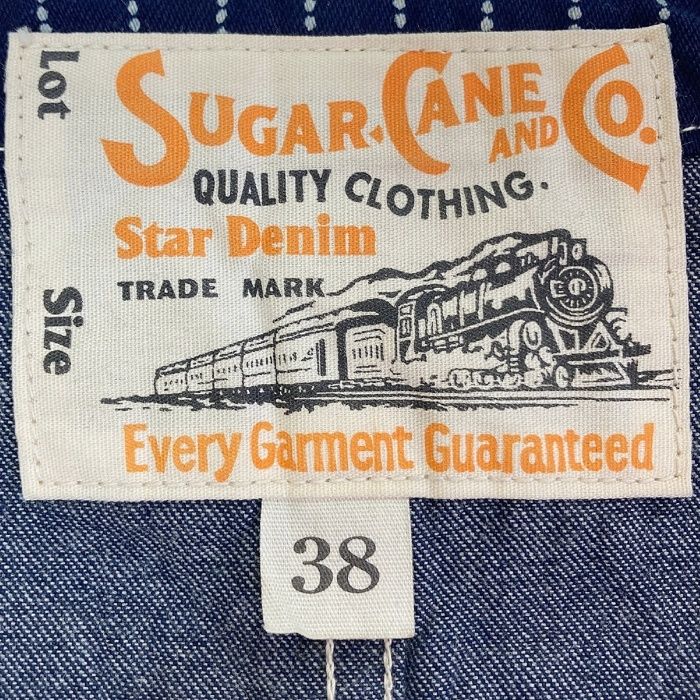 Lot
SUGAR CANE AND CO.
QUALITY CLOTHING.
Star Denim
TRADE MARK
Size
Every Garment Guaranteed
38